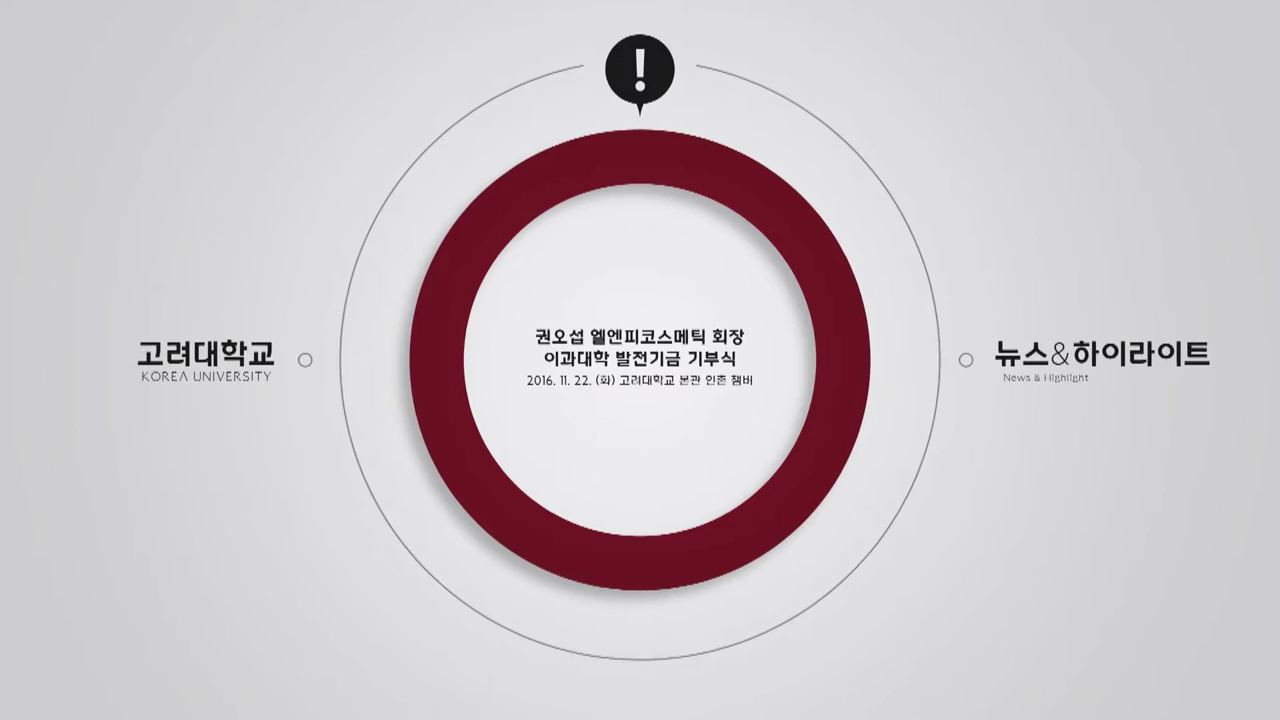 !
고려대학교
KOREA UNIVERSITY
권오섭 엘엔피코스메틱 회장
이과대학 발전기금 기부식
2016. 11. 22. (화) 고려대학교 본관 인촌 챔버
뉴스&하이라이트
News & Highlight